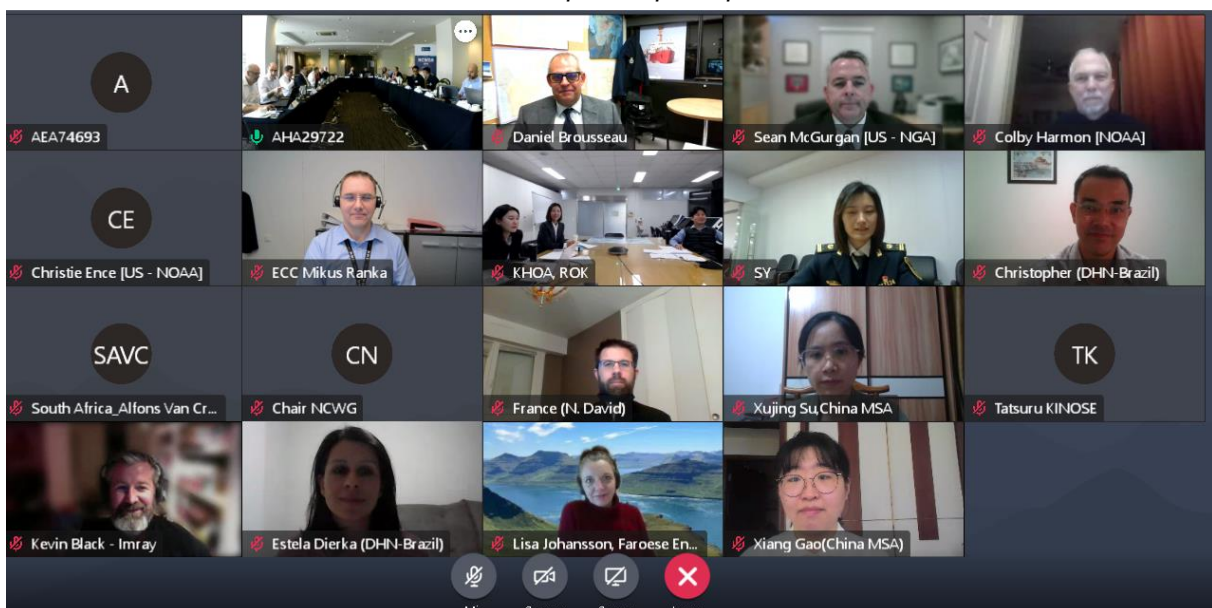 A
AEA74693
AHA29722
Daniel Brousseau
Sean McGurgan [US - NGA]
Colby Harmon [NOAA]
CE
Christie Ence [US - NOAA]
ECC Mikus Ranka
KHOA, ROK
SY
Christopher (DHN-Brazil)
SAVC
South Africa_Alfons Van Cr...
CN
Chair NCWG
France (N. David)
Xujing Su,China MSA
TK
Tatsuru KINOSE
Kevin Black - Imray
Estela Dierka (DHN-Brazil)
Lisa Johansson, Faroese En...
Xiang Gao(China MSA)